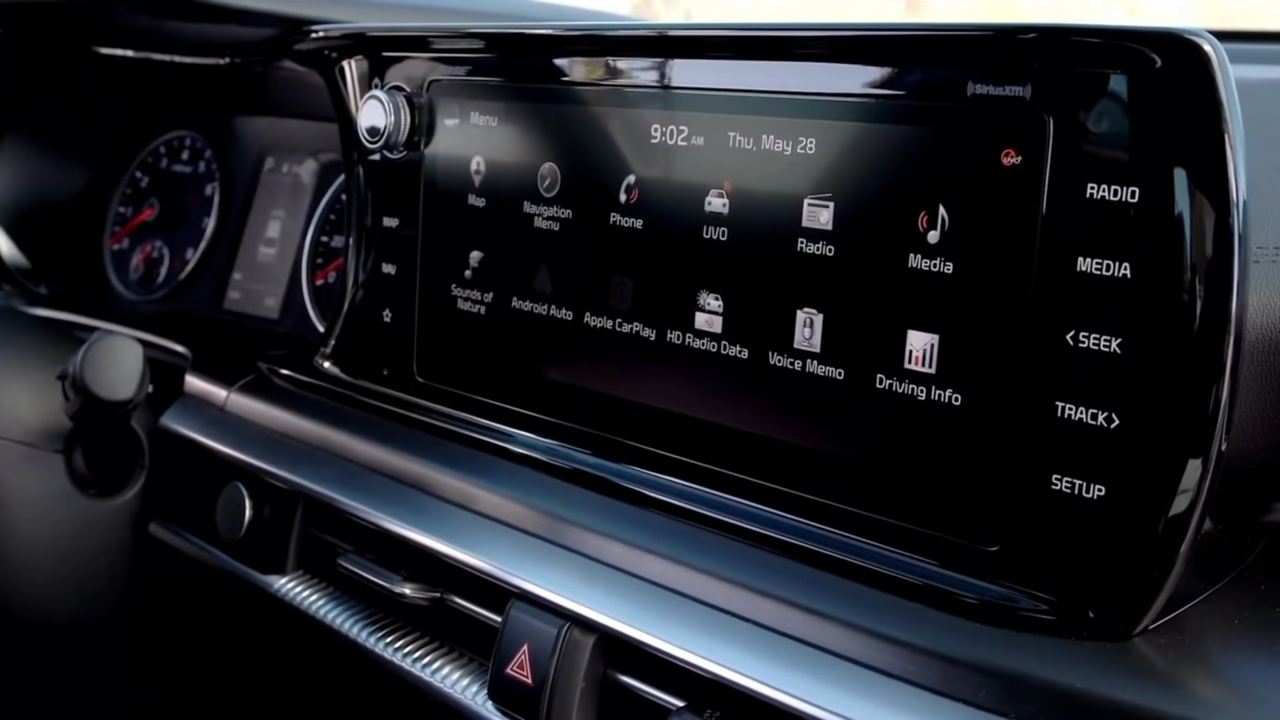 ((SiriusXM))
Menu
9:02 AM Thu, May 28
UVO
Map
Navigation
Menu
Phone
UVO
Radio
Media
Sounds of
Nature
Android Auto
Apple CarPlay
HD Radio Data
Voice Memo
Driving Info
MAP
NAV
RADIO
MEDIA
<SEEK
TRACK>
SETUP